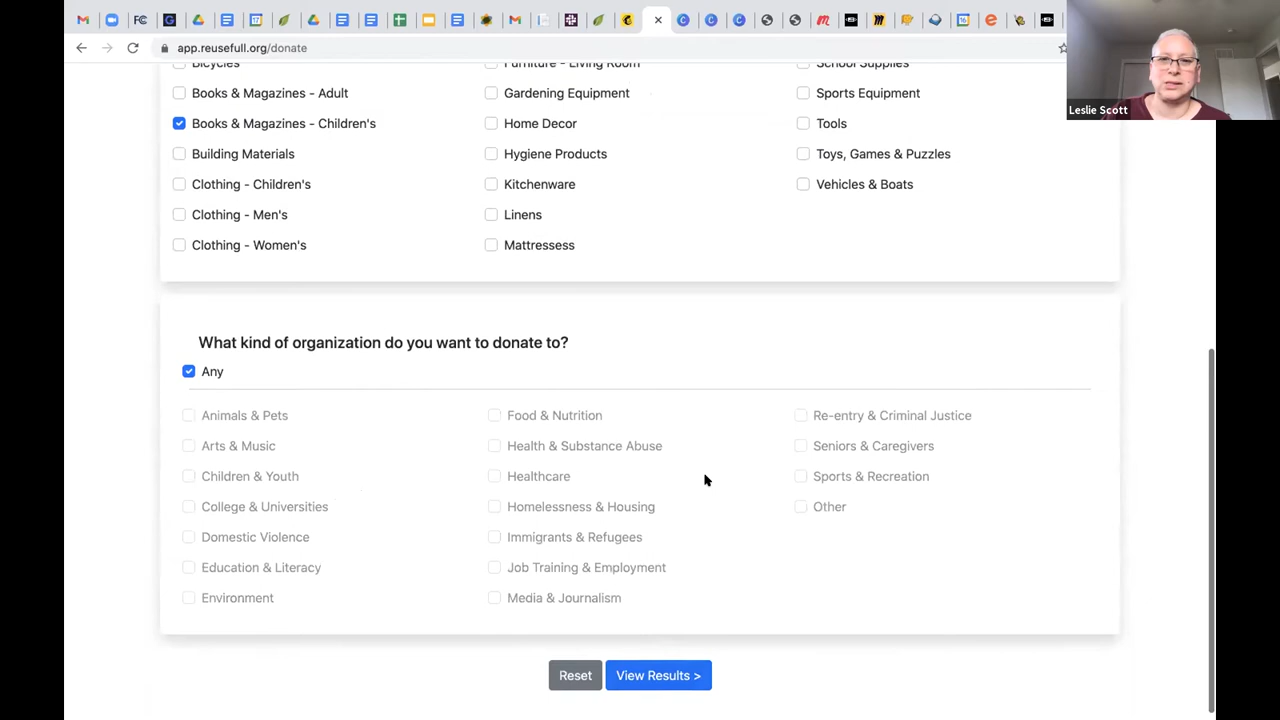 app.reusefull.org/donate
Leslie Scott
Bicycles
Furniture - Living Room
School Supplies
Books & Magazines - Adult
Gardening Equipment
Sports Equipment
Books & Magazines - Children's
Home Decor
Tools
Building Materials
Hygiene Products
Toys, Games & Puzzles
Clothing - Children's
Kitchenware
Vehicles & Boats
Clothing - Men's
Linens
Clothing - Women's
Mattressess
What kind of organization do you want to donate to?
Any
Animals & Pets
Food & Nutrition
Re-entry & Criminal Justice
Arts & Music
Health & Substance Abuse
Seniors & Caregivers
Children & Youth
Healthcare
Sports & Recreation
College & Universities
Homelessness & Housing
Other
Domestic Violence
Immigrants & Refugees
Education & Literacy
Job Training & Employment
Environment
Media & Journalism
Reset
View Results >